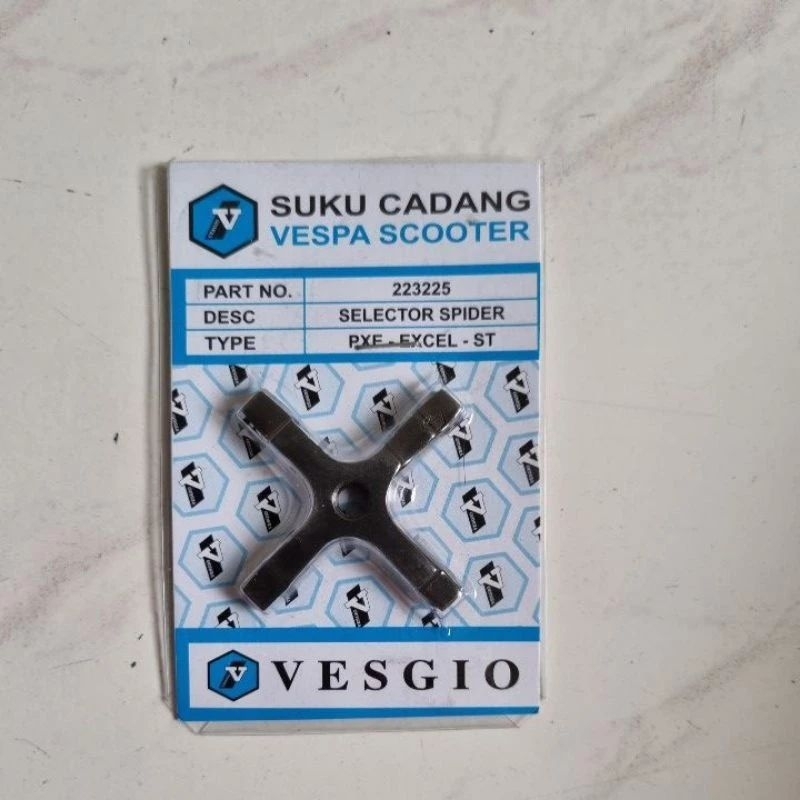 SUKU CADANG
VESPA SCOOTER
PART NO. 223225
DESC SELECTOR SPIDER
TYPE PXE - EXCEL - ST
VESGIO